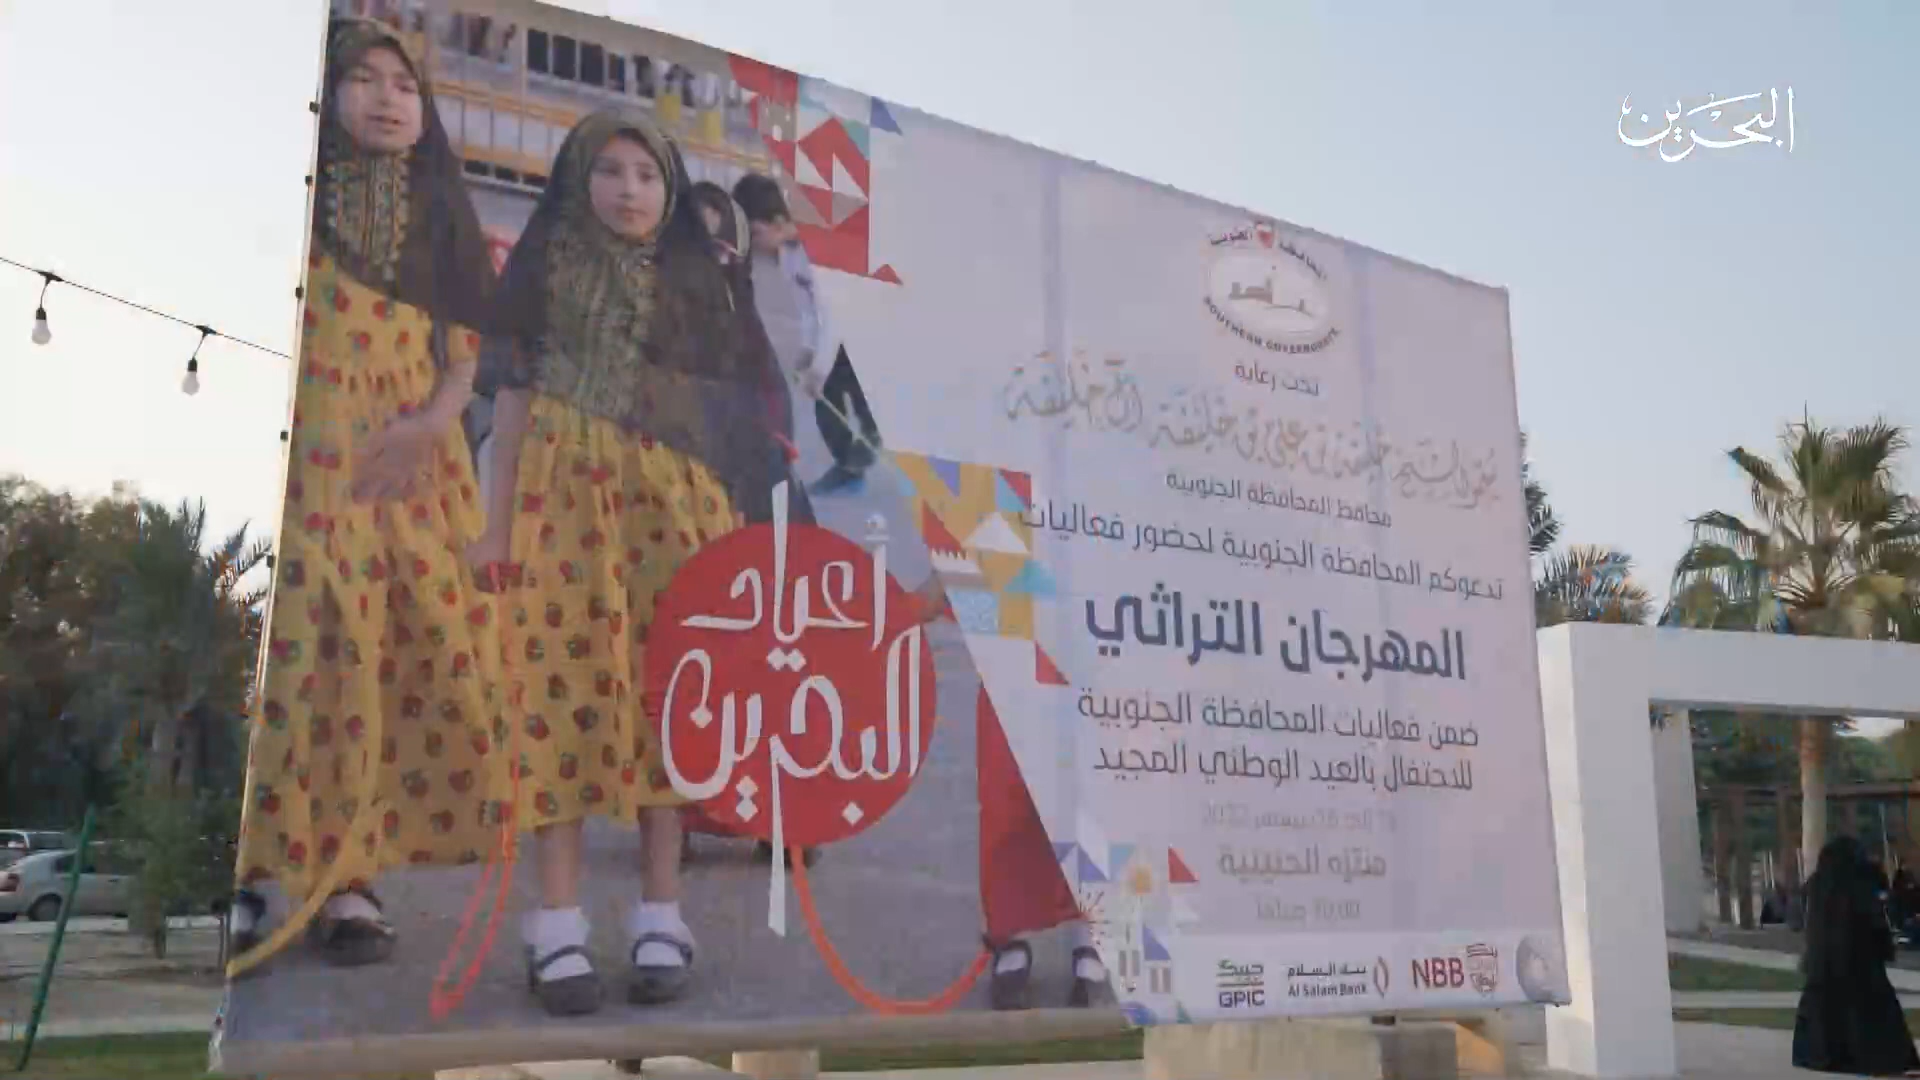 البحرين
المحافظة الجنوبية
SOUTHERN GOVERNORATE
تحت رعاية
سمو الشيخ خليفة بن علي بن خليفة آل خليفة
محافظ المحافظة الجنوبية
تدعوكم المحافظة الجنوبية لحضور فعاليات
المهرجان التراثي
ضمن فعاليات المحافظة الجنوبية
للاحتفال بالعيد الوطني المجيد
ديسمبر 2022
منتزه الحنينية
أعياد
البحرين
جيبك
GPIC
بنك السلام
Al Salam Bank
NBB